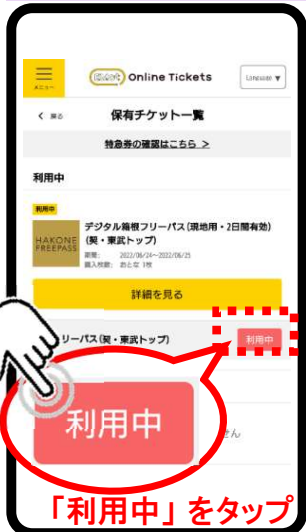 メニュー
Online Tickets
Language ▼
< 戻る
保有チケット一覧
特急券の確認はこちら >
利用中
利用中
HAKONE
FREEPASS
デジタル箱根フリーパス(現地用・2日間有効)
(契・東武トップ)
期間: 2022/06/24~2022/06/25
購入枚数: おとな 1枚
詳細を見る
リーパス(契・東武トップ)
利用中
利用中
せん
「利用中」をタップ